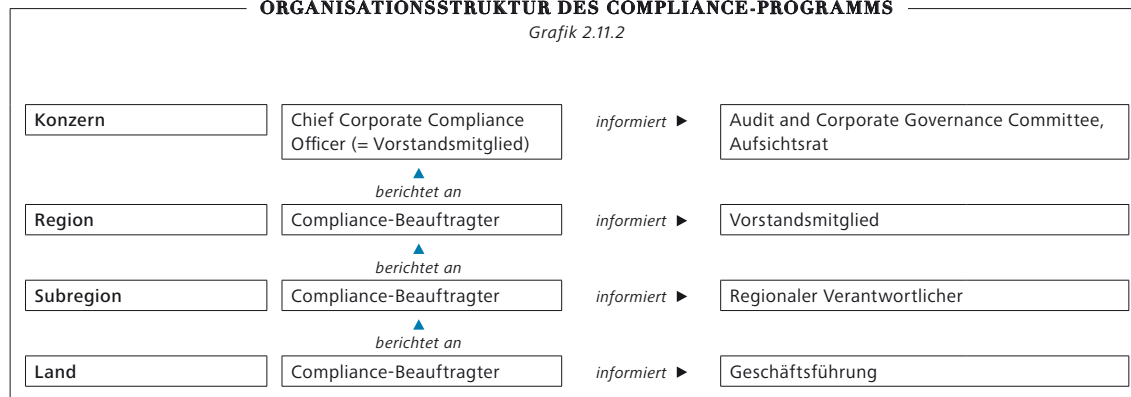 ORGANISATIONSSTRUKTUR DES COMPLIANCE-PROGRAMMS
Grafik 2.11.2
Konzern
Chief Corporate Compliance
Officer (= Vorstandsmitglied)
informiert ►
Audit and Corporate Governance Committee,
Aufsichtsrat
▲
berichtet an
Region
Compliance-Beauftragter
informiert ►
Vorstandsmitglied
▲
berichtet an
Subregion
Compliance-Beauftragter
informiert ►
Regionaler Verantwortlicher
▲
berichtet an
Land
Compliance-Beauftragter
informiert ►
Geschäftsführung